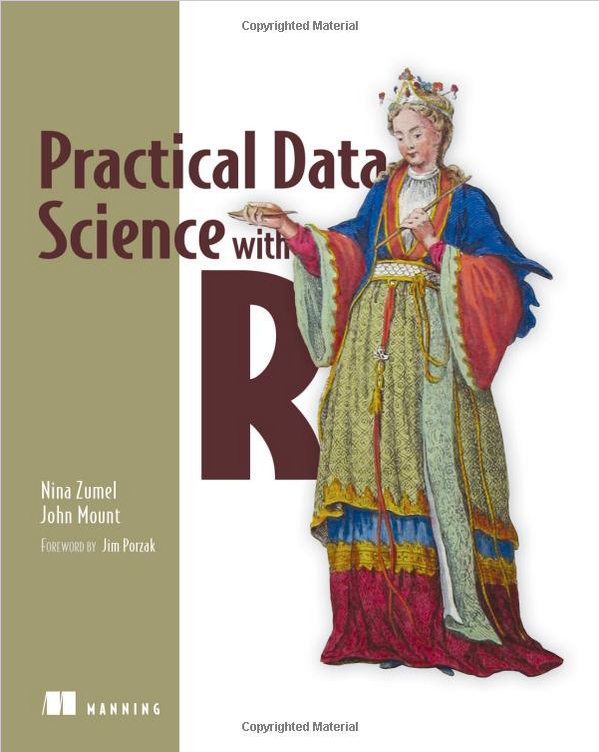 Copyrighted Material
Practical Data
Science with
R
Nina Zumel
John Mount
FOREWORD BY Jim Porzak
MANNING
Copyrighted Material